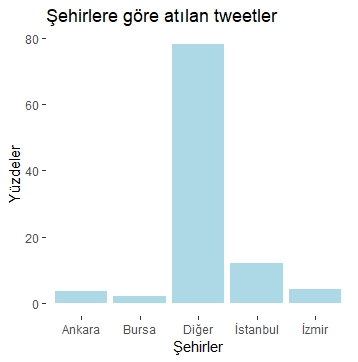 Şehirlere göre atılan tweetler
Yüzdeler
80
60
40
20
0
Ankara Bursa Diğer İstanbul İzmir
Şehirler